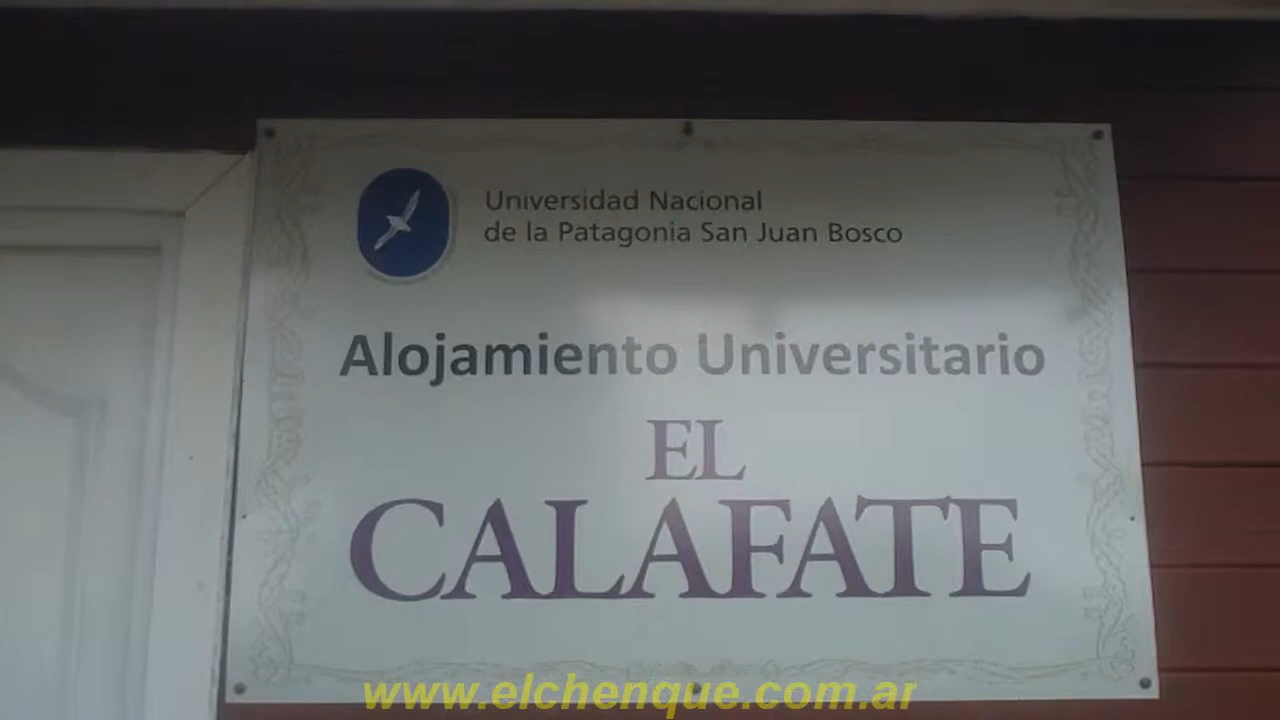 Universidad Nacional
de la Patagonia San Juan Bosco
Alojamiento Universitario
EL
CALAFATE
www.elchenque.com.ar